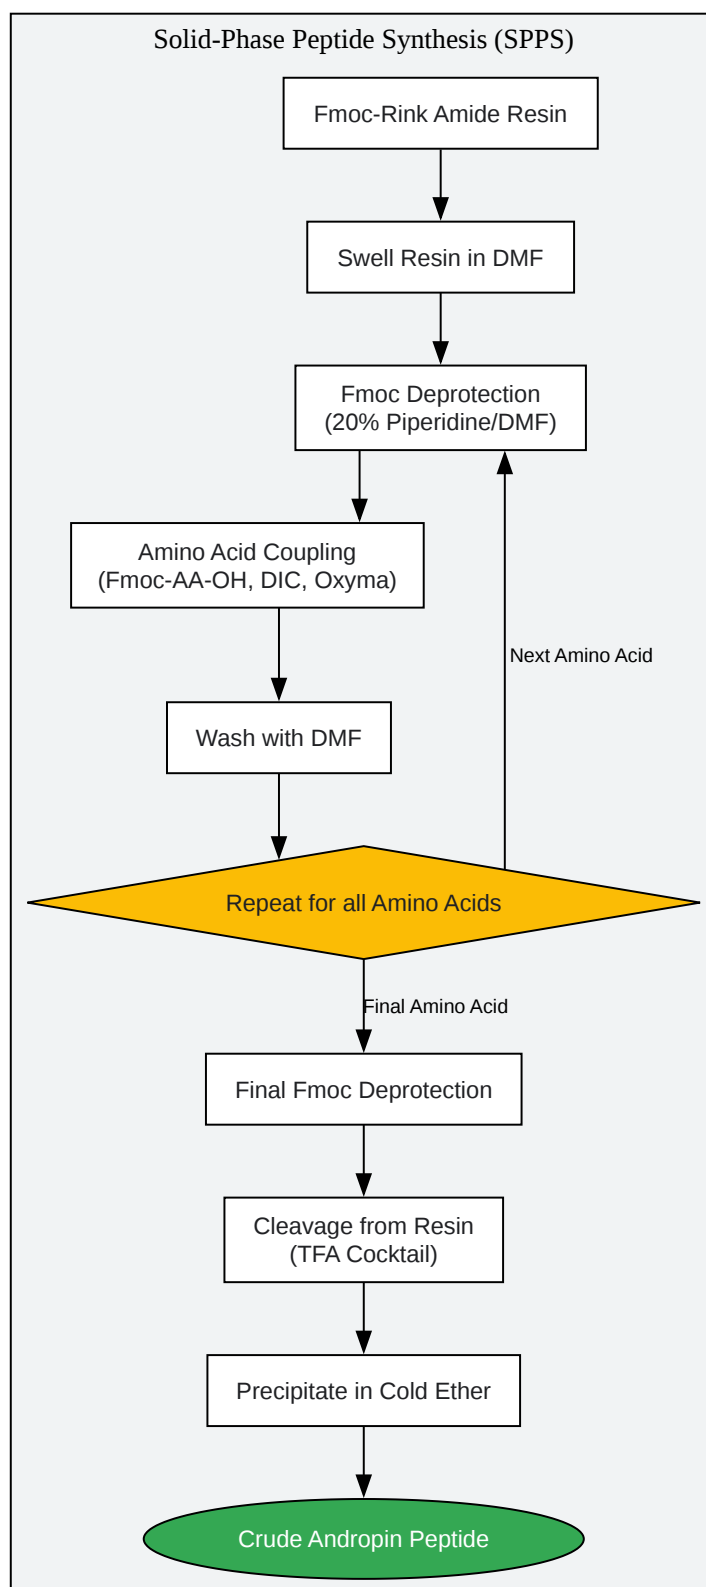 Solid-Phase Peptide Synthesis (SPPS)
Fmoc-Rink Amide Resin
Swell Resin in DMF
Fmoc Deprotection
(20% Piperidine/DMF)
Amino Acid Coupling
(Fmoc-AA-OH, DIC, Oxyma)
Next Amino Acid
Wash with DMF
Repeat for all Amino Acids
Final Amino Acid
Final Fmoc Deprotection
Cleavage from Resin
(TFA Cocktail)
Precipitate in Cold Ether
Crude Andropin Peptide